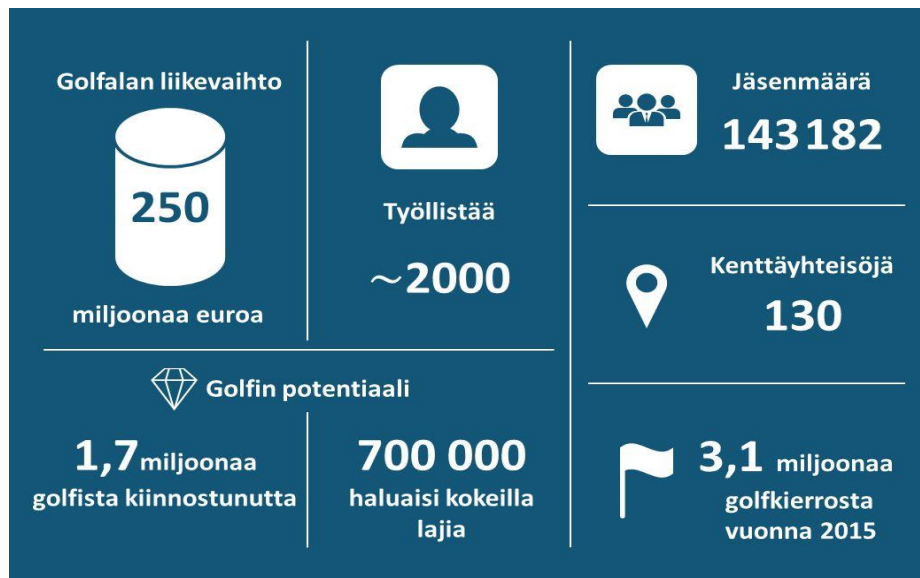 Golfalan liikevaihto
250
miljoonaa euroa
Työllistää
~2000
Jäsenmäärä
143 182
Kenttäyhteisöjä
130
Golfin potentiaali
1,7 miljoonaa
golfista kiinnostunutta
700 000
haluaisi kokeilla
lajia
3,1 miljoonaa
golfkierrosta
vuonna 2015